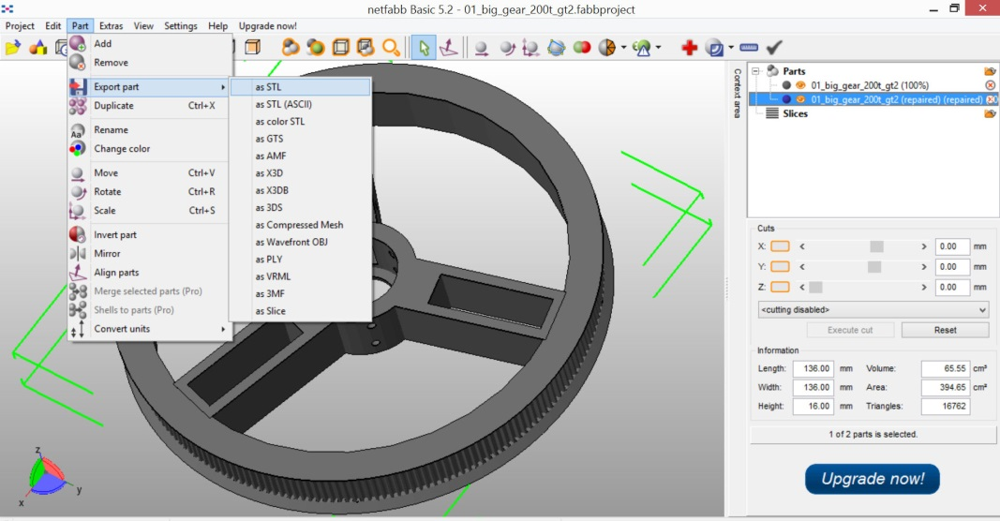 netfabb Basic 5.2 - 01_big_gear_200t_gt2.fabbproject
Project Edit Part Extras View Settings Help Upgrade now!
Add
Remove
Export part
Duplicate Ctrl+X
Rename
Aa
Change color
Move Ctrl+V
Rotate Ctrl+R
Scale Ctrl+S
Invert part
Mirror
Align parts
Merge selected parts (Pro)
Shells to parts (Pro)
Convert units
as STL
as STL (ASCII)
as color STL
as GTS
as AMF
as X3D
as X3DB
as 3DS
as Compressed Mesh
as Wavefront OBJ
as PLY
as VRML
as 3MF
as Slice
z
y
x
Context area
Parts
01_big_gear_200t_gt2 (100%)
01_big_gear_200t_gt2 (repaired) (repaired)
Slices
Cuts
X: < > 0.00 mm
Y: < > 0.00 mm
Z: < > 0.00 mm
<cutting disabled>
Execute cut Reset
Information
Length: 136.00 mm Volume: 65.55 cm³
Width: 136.00 mm Area: 394.65 cm²
Height: 16.00 mm Triangles: 16762
1 of 2 parts is selected.
Upgrade now!